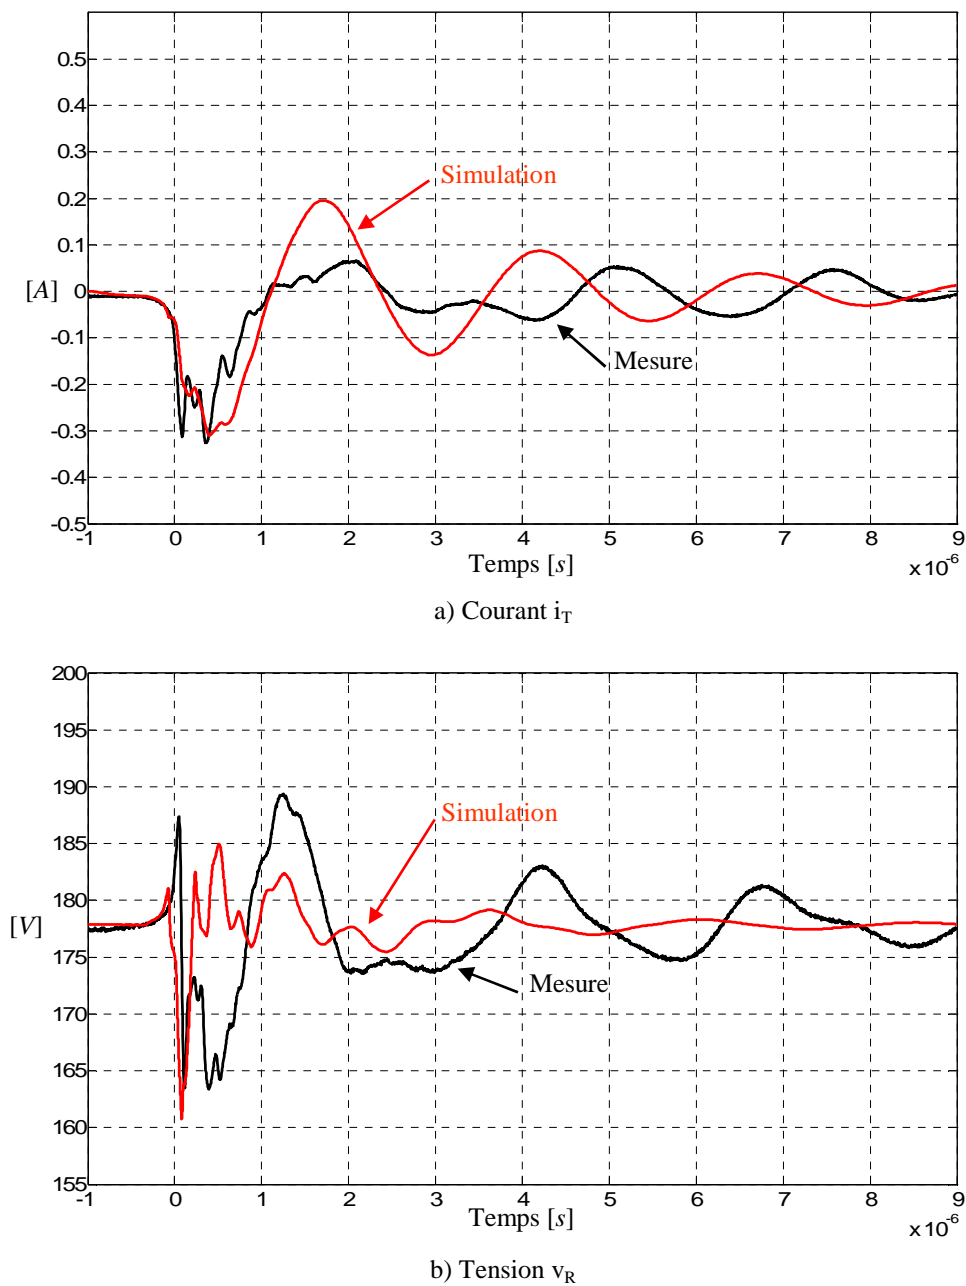 0.5
0.4
0.3
Simulation
0.2
0.1
[A]
0
-0.1
Mesure
-0.2
-0.3
-0.4
-0.5
-1 0 1 2 3 4 5 6 7 8 9
Temps [s]
x10-6
a) Courant iT
200
195
190
Simulation
185
180
[V]
175
Mesure
170
165
160
155
-1 0 1 2 3 4 5 6 7 8 9
Temps [s]
x10-6
b) Tension vR